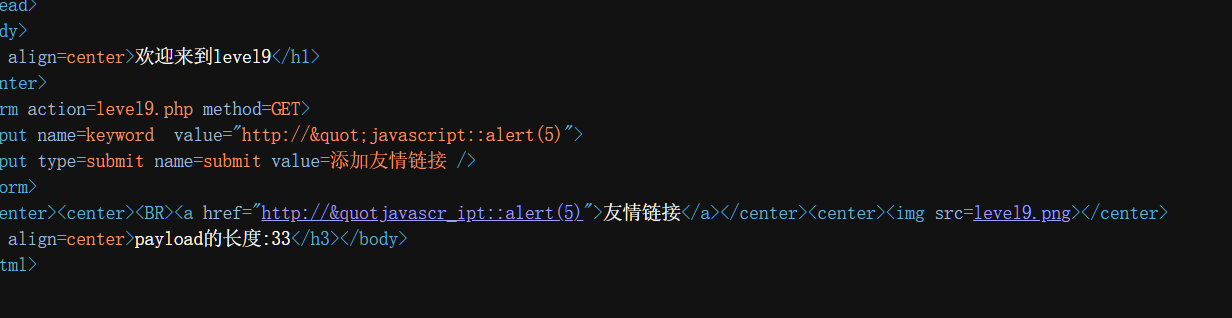 ead>
dy>
align=center>欢迎来到level9</h1>
nter>
rm action=level9.php method=GET>
put name=keyword  value="http://&quot;javascript::alert(5)">
put type=submit name=submit value=添加友情链接 />
orm>
enter><center><BR><a href="http://&quotjavascr_ipt::alert(5)">友情链接</a></center><center><img src=level9.png></center>
align=center>payload的长度:33</h3></body>
tml>